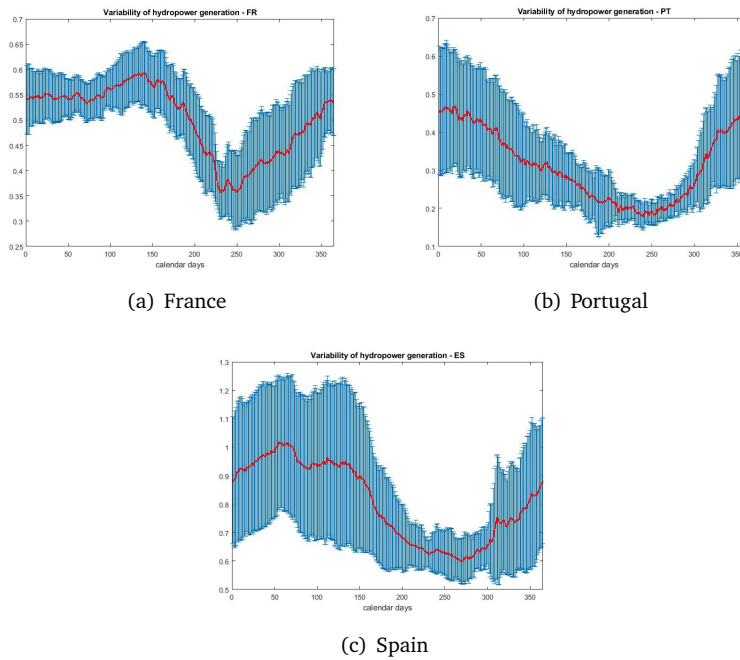 Variability of hydropower generation - FR
0.7
0.65
0.6
0.55
0.5
0.45
0.4
0.35
0.3
0.25
0 50 100 150 200 250 300 350
calendar days
(a) France
Variability of hydropower generation - PT
0.7
0.6
0.5
0.4
0.3
0.2
0.1
0 50 100 150 200 250 300 350
calendar days
(b) Portugal
Variability of hydropower generation - ES
1.3
1.2
1.1
1
0.9
0.8
0.7
0.6
0.5
0 50 100 150 200 250 300 350
calendar days
(c) Spain